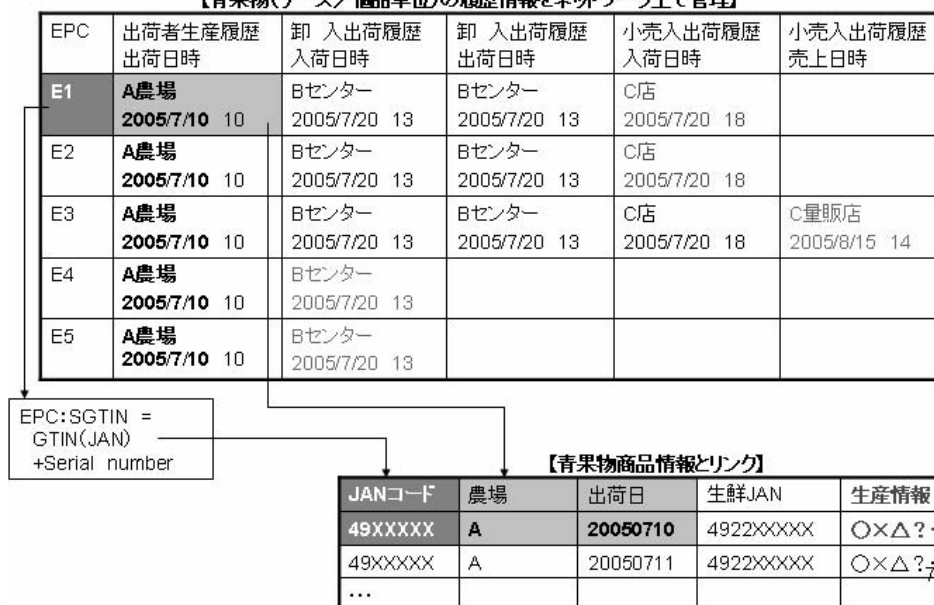 【青果物(ケース／個品単位)の履歴情報をネットワーク上で管理】
EPC 出荷者生産履歴 卸 入出荷履歴 卸 入出荷履歴 小売入出荷履歴 小売入出荷履歴
出荷日時 入荷日時 出荷日時 入荷日時 売上日時
E1 A農場 Bセンター Bセンター C店
2005/7/10 10 2005/7/20 13 2005/7/20 13 2005/7/20 18
E2 A農場 Bセンター Bセンター C店
2005/7/10 10 2005/7/20 13 2005/7/20 13 2005/7/20 18
E3 A農場 Bセンター Bセンター C店 C量販店
2005/7/10 10 2005/7/20 13 2005/7/20 13 2005/7/20 18 2005/8/15 14
E4 A農場 Bセンター
2005/7/10 10 2005/7/20 13
E5 A農場 Bセンター
2005/7/10 10 2005/7/20 13
EPC:SGTIN =
GTIN(JAN)
+Serial number
【青果物商品情報とリンク】
JANコード 農場 出荷日 生鮮JAN 生産情報
49XXXXX A 20050710 4922XXXXX ○×△?
49XXXXX A 20050711 4922XXXXX ○×△?
...